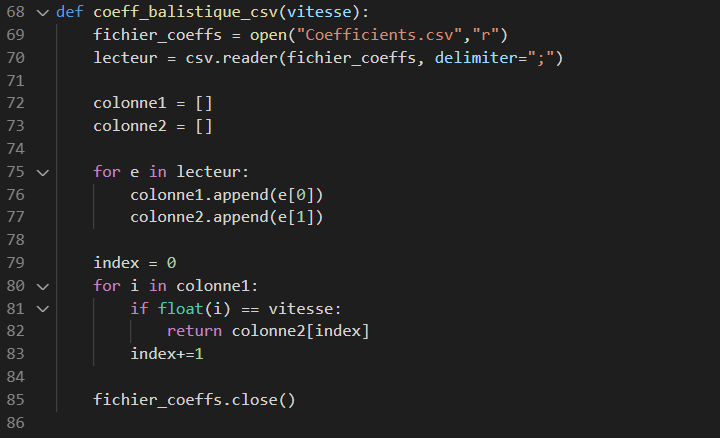 68 def coeff_balistique_csv(vitesse):
69     fichier_coeffs = open("Coefficients.csv","r")
70     lecteur = csv.reader(fichier_coeffs, delimiter=";")
71
72     colonne1 = []
73     colonne2 = []
74
75     for e in lecteur:
76         colonne1.append(e[0])
77         colonne2.append(e[1])
78
79     index = 0
80     for i in colonne1:
81         if float(i) == vitesse:
82             return colonne2[index]
83         index+=1
84
85     fichier_coeffs.close()
86